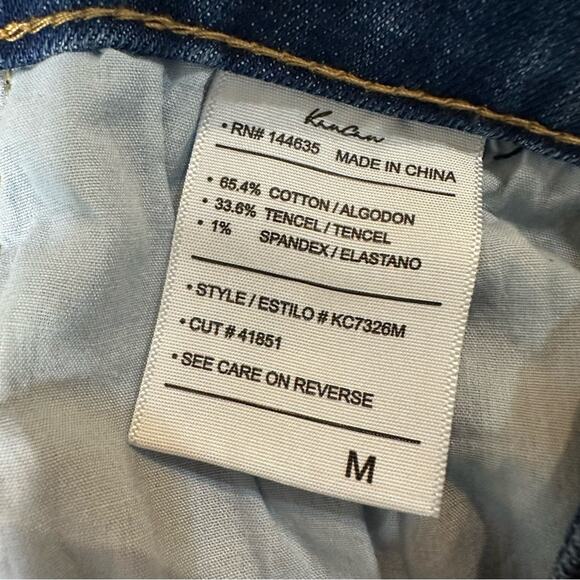 KanCan
• RN# 144635 MADE IN CHINA
• 65.4% COTTON / ALGODON
• 33.6% TENCEL / TENCEL
• 1% SPANDEX / ELASTANO
• STYLE / ESTILO # KC7326M
• CUT # 41851
• SEE CARE ON REVERSE
M